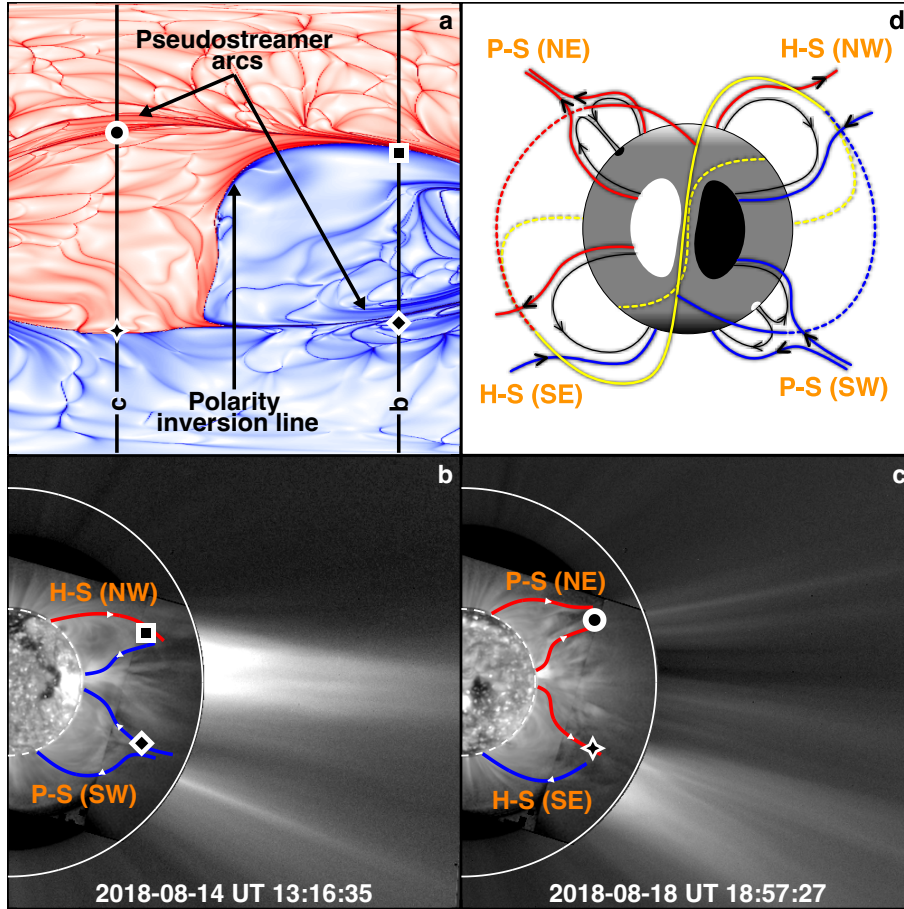 a
Pseudostreamer
arcs
Polarity
inversion line
c
b
d
P-S (NE)
H-S (NW)
H-S (SE)
P-S (SW)
b
H-S (NW)
P-S (SW)
2018-08-14 UT 13:16:35
c
P-S (NE)
H-S (SE)
2018-08-18 UT 18:57:27